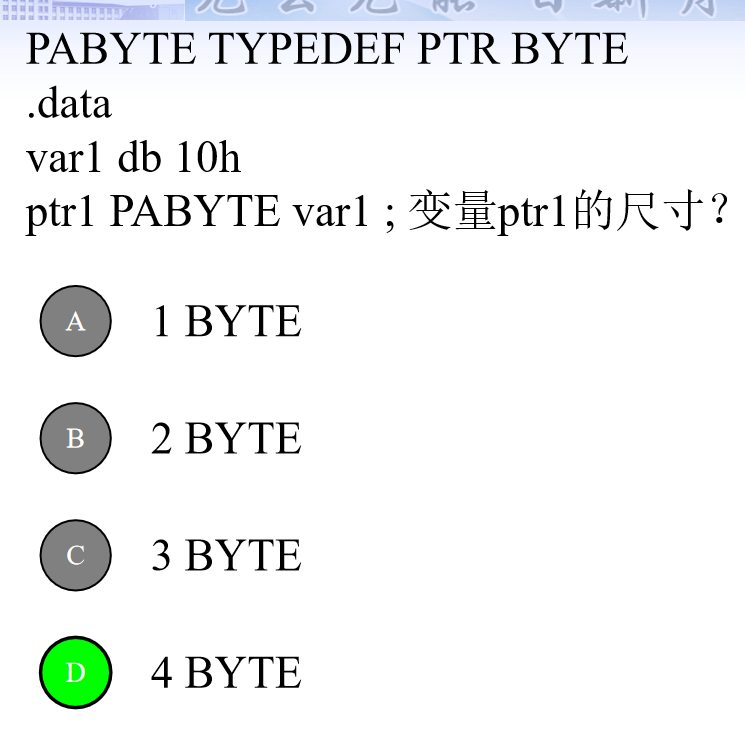 PABYTE TYPEDEF PTR BYTE
.data
var1 db 10h
ptr1 PABYTE var1 ; 变量ptr1的尺寸?
A 1 BYTE
B 2 BYTE
C 3 BYTE
D 4 BYTE